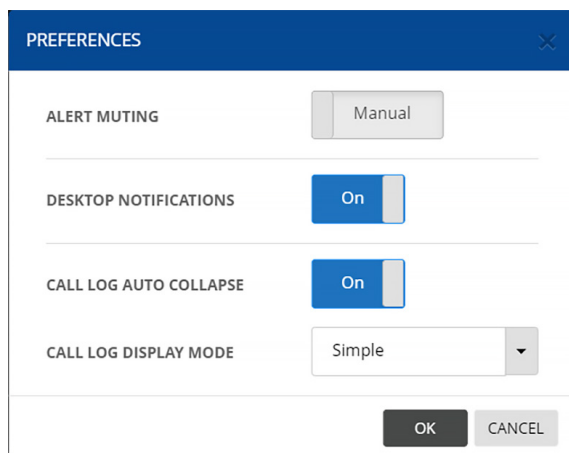 PREFERENCES
ALERT MUTING Manual
DESKTOP NOTIFICATIONS On
CALL LOG AUTO COLLAPSE On
CALL LOG DISPLAY MODE Simple
OK CANCEL